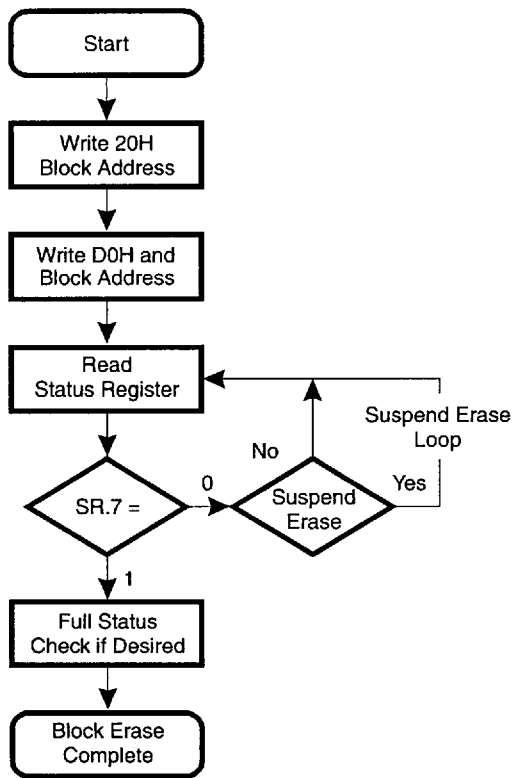 Start
Write 20H
Block Address
Write D0H and
Block Address
Read
Status Register
Suspend Erase
Loop
No
Yes
0
SR.7 =
Suspend
Erase
1
Full Status
Check if Desired
Block Erase
Complete